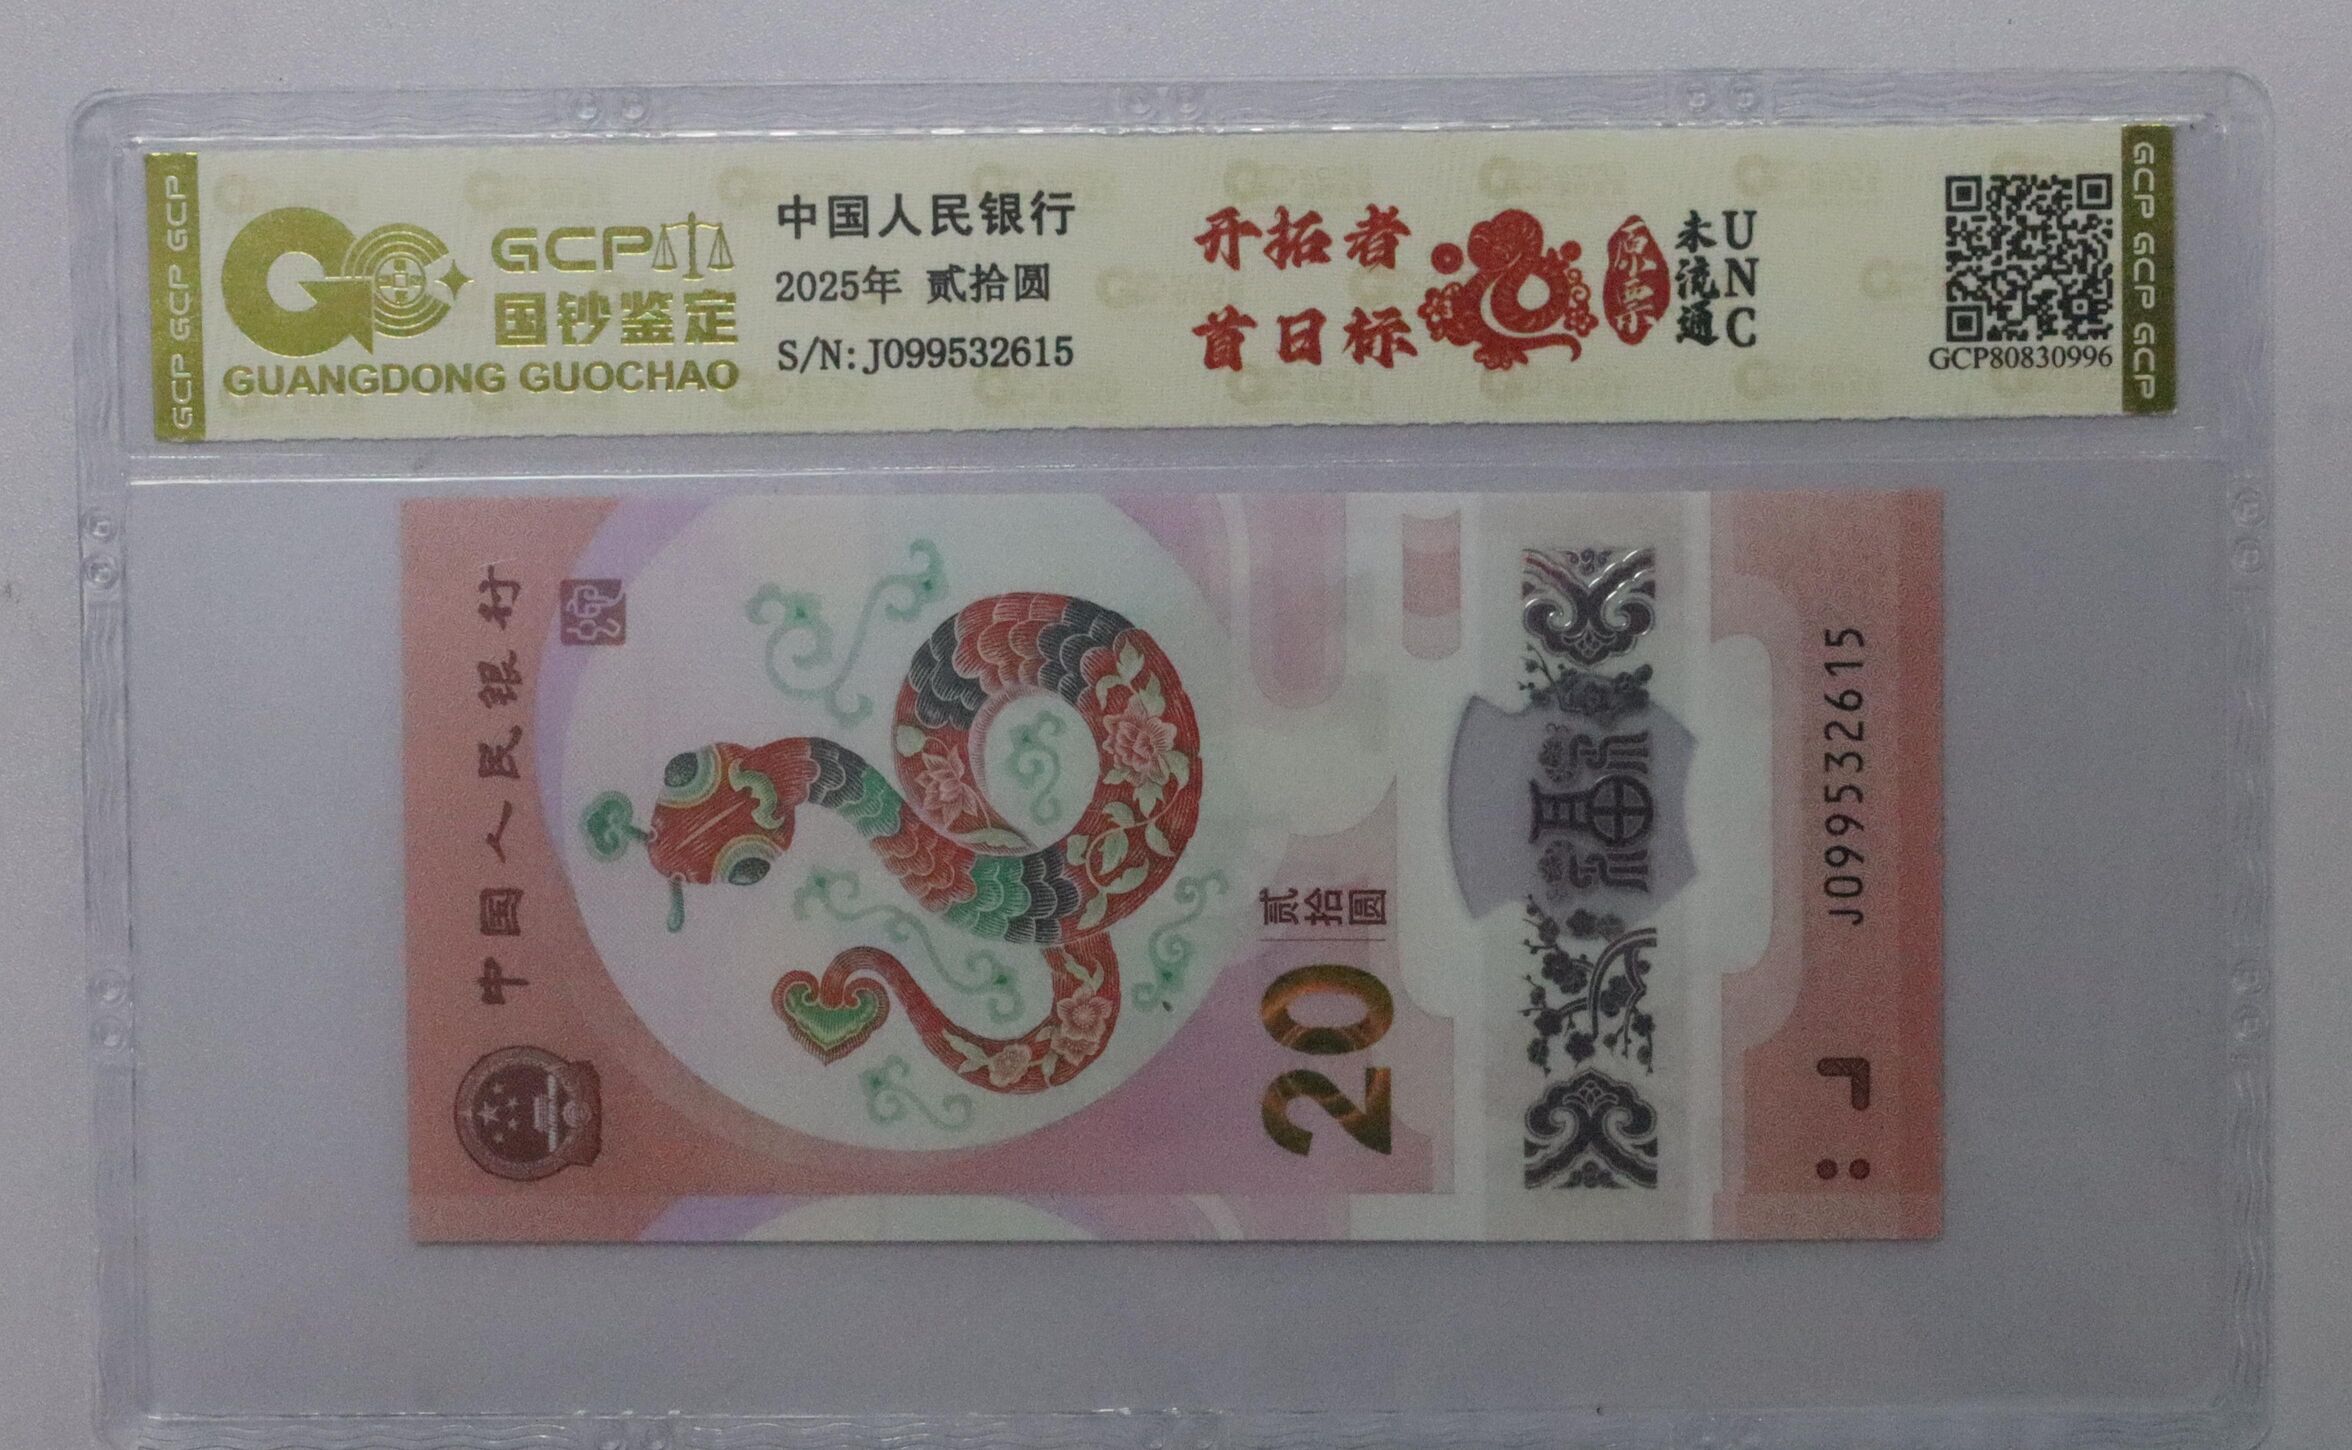 GCP GCP GCP
GCP
国钞鉴定
GUANGDONG GUOCHAO
中国人民银行
2025年 贰拾圆
S/N: J099532615
开拓者
首日标
原票
未流通
UNC
GCP80830996
GCP GCP GCP
中国人民银行
贰拾圆
20
福
J099532615